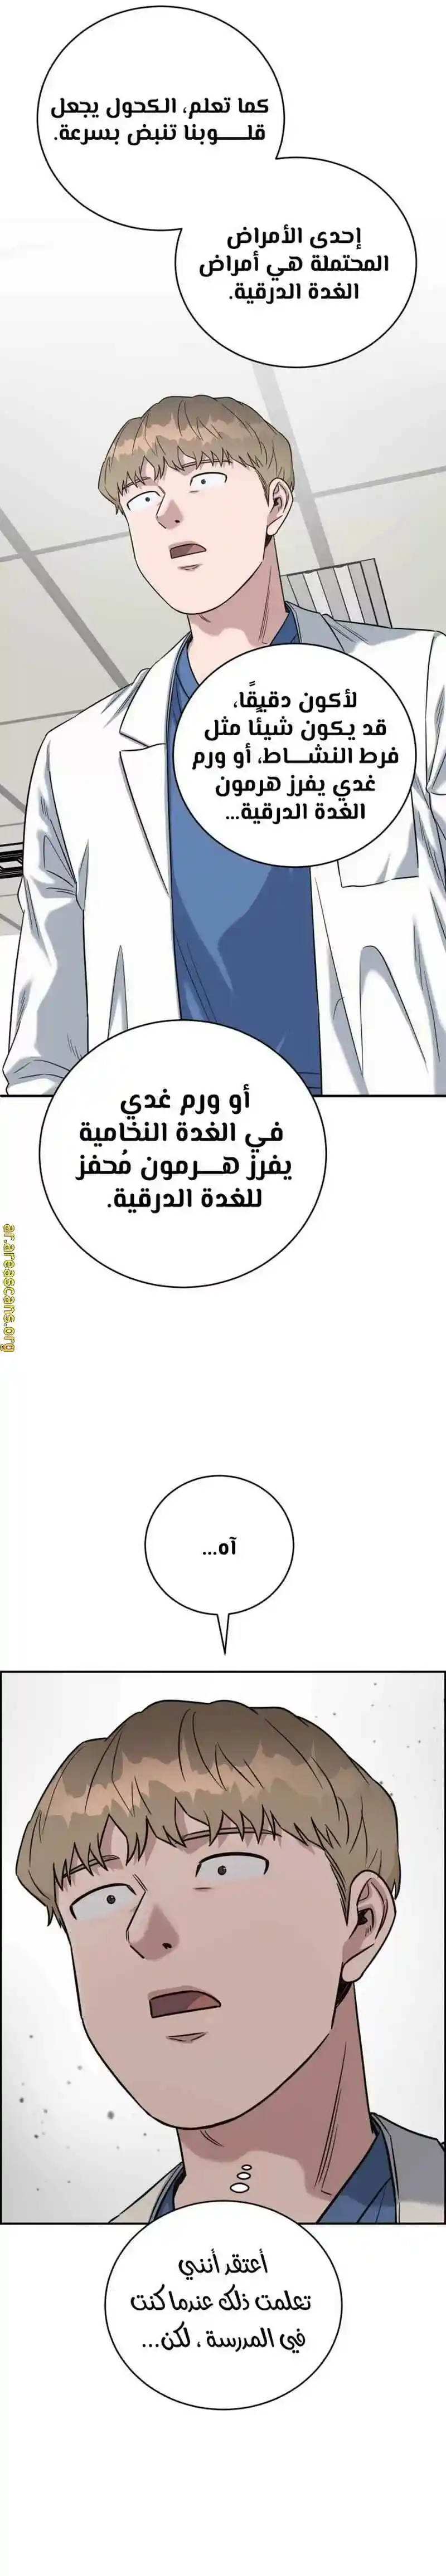 كما تعلم، الكحول يجعل
قلـــــوبنا تنبض بسرعة.
إحدى الأمراض
المحتملة هي أمراض
الغدة الدرقية.
لأكون دقيقًا،
قد يكون شيئًا مثل
فرط النشـــاط، أو ورم
غدي يفرز هرمون
الغدة الدرقية...
أو ورم غدي
في الغدة النخامية
يفرز هـــرمون مُحفز
للغدة الدرقية.
ar.areascans.org
آه...
أعتقد أنني
تعلمت ذلك عندما كنت
في المدرسة ، لكن...